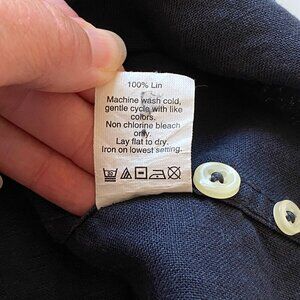 100% Lin
Machine wash cold,
gentle cycle with like
colors.
Non chlorine bleach
only.
Lay flat to dry.
Iron on lowest setting.